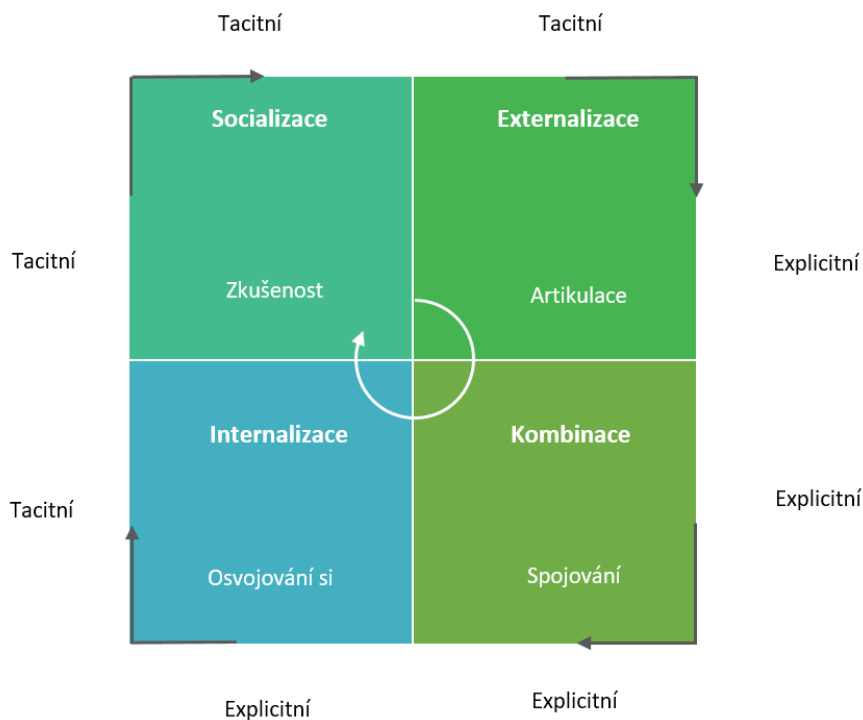 Tacitní
Tacitní
Socializace
Externalizace
Tacitní
Explicitní
Zkušenost
Artikulace
Internalizace
Kombinace
Tacitní
Explicitní
Osvojování si
Spojování
Explicitní
Explicitní